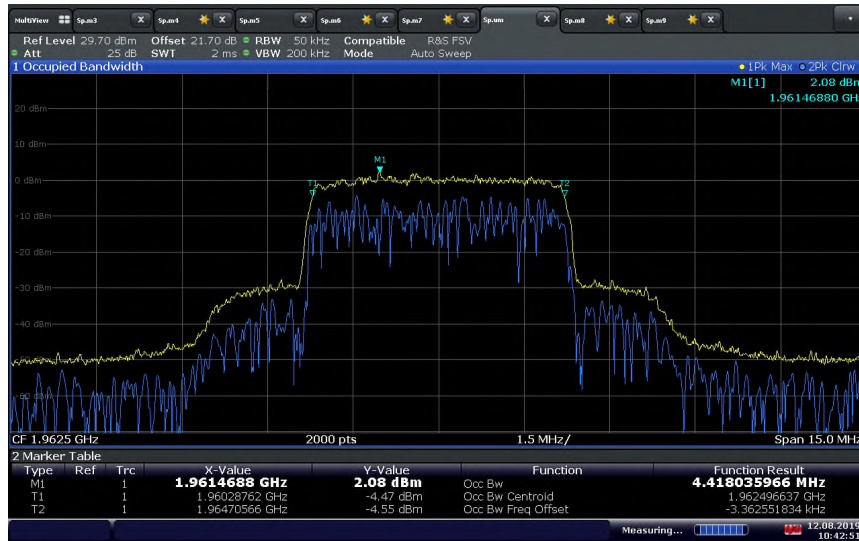 MultiView Sp.m3 X Sp.m4 X Sp.m5 X Sp.m6 X Sp.m7 X Sp.um X Sp.m8 X Sp.m9 X
Ref Level 29.70 dBm Offset 21.70 dB RBW 50 kHz Compatible R&S FSV
Att 25 dB SWT 2 ms VBW 200 kHz Mode Auto Sweep
1 Occupied Bandwidth 1Pk Max 2Pk Clrw
M1[1] 2.08 dBm
1.96146880 GHz
20 dBm
10 dBm
M1
0 dBm T1 T2
-10 dBm
-20 dBm
-30 dBm
-40 dBm
CF 1.9625 GHz 2000 pts 1.5 MHz/ Span 15.0 MHz
2 Marker Table
Type Ref Trc X-Value Y-Value Function Function Result
M1 1 1.9614688 GHz 2.08 dBm Occ Bw 4.418035966 MHz
T1 1 1.96028762 GHz -4.47 dBm Occ Bw Centroid 1.962496637 GHz
T2 1 1.96470566 GHz -4.55 dBm Occ Bw Freq Offset -3.362551834 kHz
Measuring... 12.08.2019
10:42:51